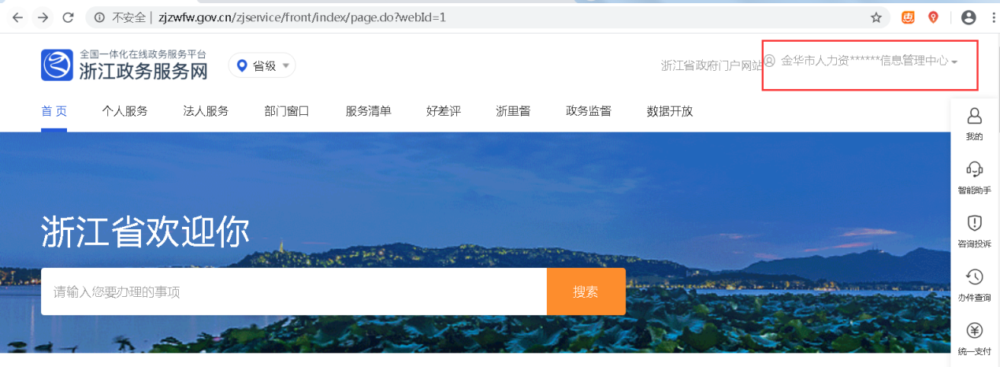 不安全 | zjzwfw.gov.cn/zjservice/front/index/page.do?webId=1
全国一体化在线政务服务平台
浙江政务服务网
省级
浙江省政府门户网站
金华市人力资******信息管理中心
首页 个人服务 法人服务 部门窗口 服务清单 好差评 浙里督 政务监督 数据开放
我的
智能助手
咨询投诉
办件查询
统一支付
浙江省欢迎你
请输入您要办理的事项
搜索